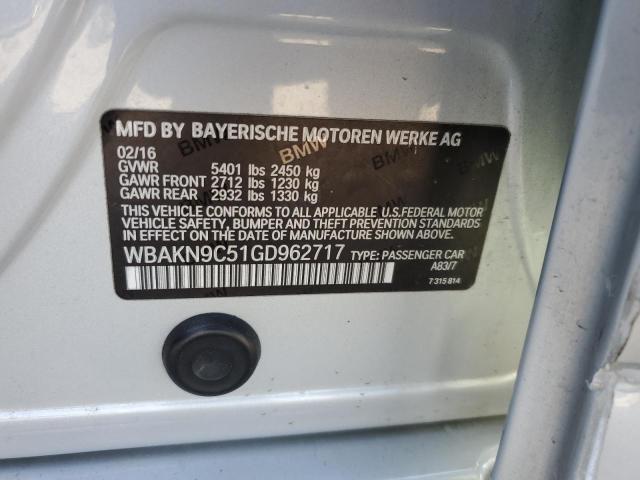 MFD BY BAYERISCHE MOTOREN WERKE AG
02/16
GVWR 5401 lbs 2450 kg
GAWR FRONT 2712 lbs 1230 kg
GAWR REAR 2932 lbs 1330 kg
THIS VEHICLE CONFORMS TO ALL APPLICABLE U.S.FEDERAL MOTOR
VEHICLE SAFETY, BUMPER AND THEFT PREVENTION STANDARDS
IN EFFECT ON THE DATE OF MANUFACTURE SHOWN ABOVE.
WBAKN9C51GD962717 TYPE: PASSENGER CAR
A83/7
7 315 814
BMW
BMW
BMW